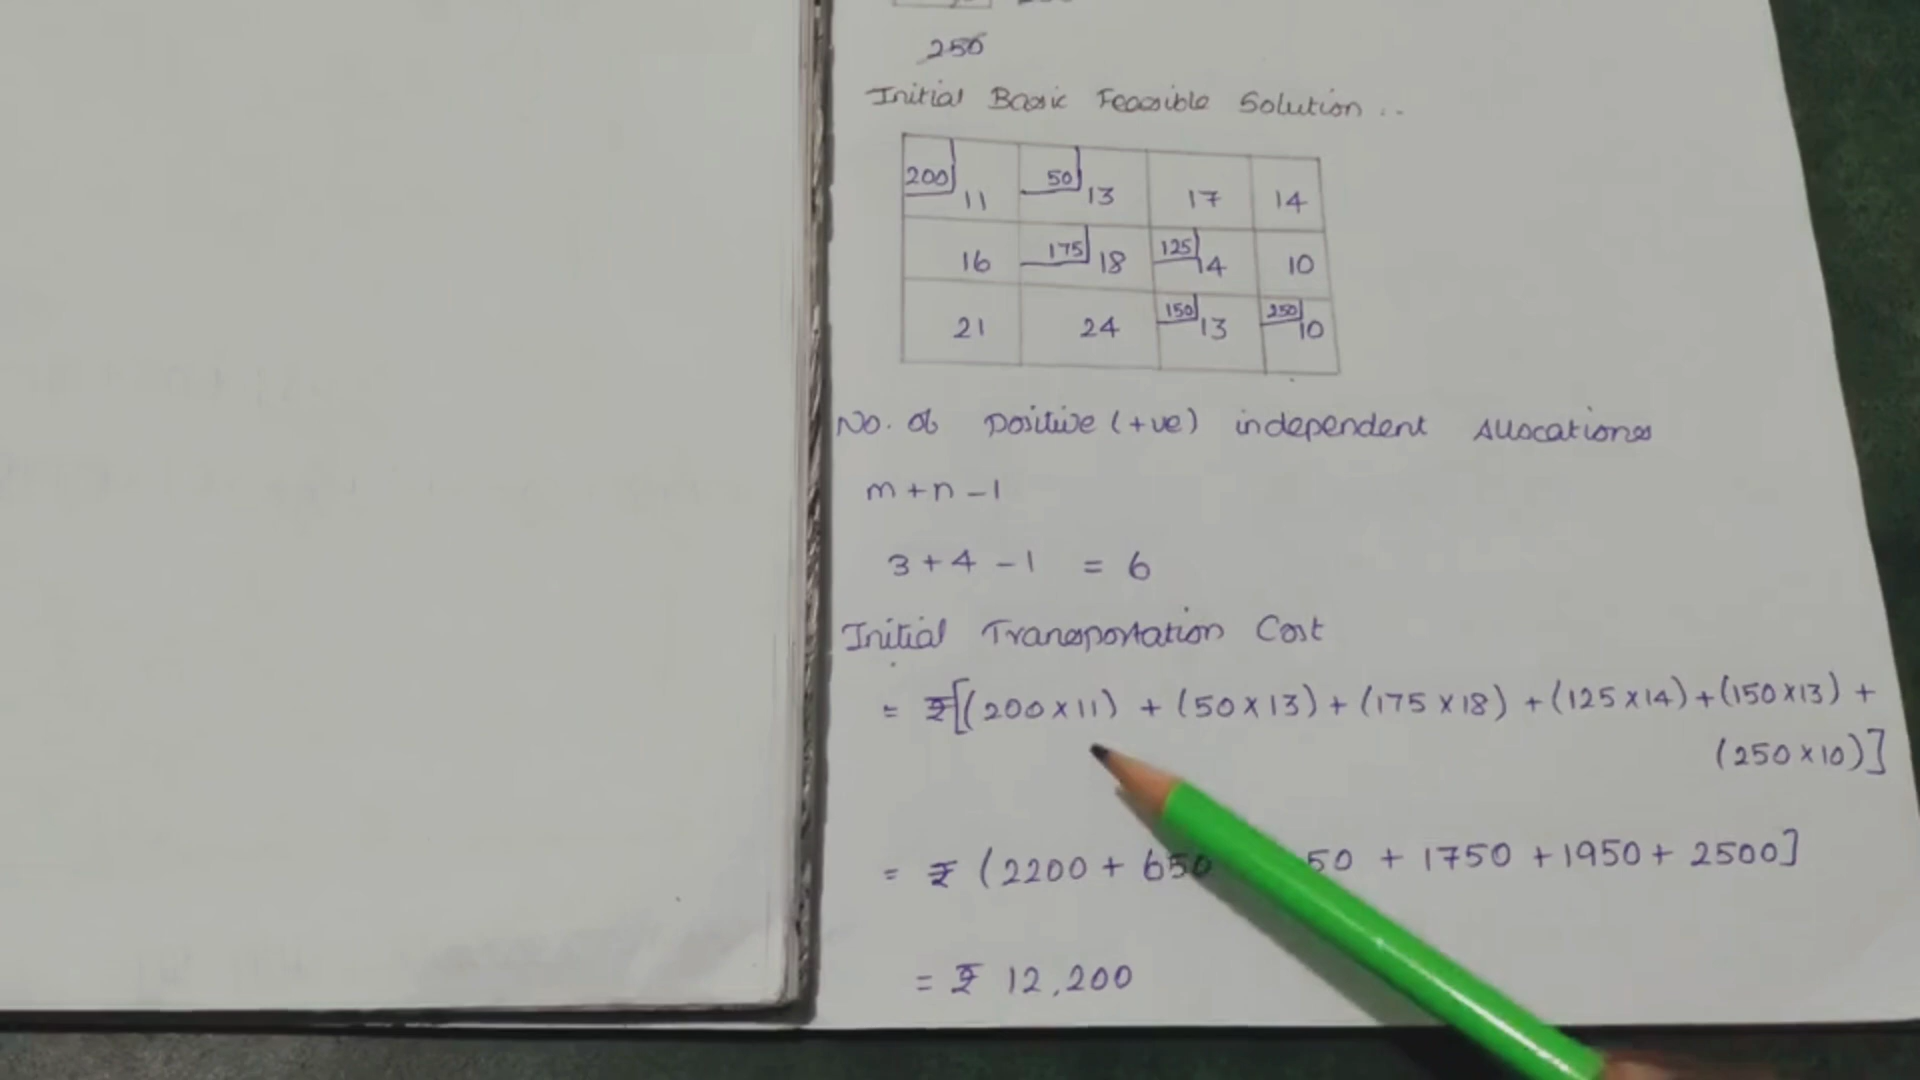 250
Initial Basic Feasible Solution ..
200 11 50 13 17 14
16 175 18 125 14 10
21 24 150 13 250 10
No. of positive (+ve) independent Allocations
m+n-1
3+4-1 = 6
Initial Transportation Cost
= ₹[(200×11) + (50×13) + (175×18) + (125×14) + (150×13) +
(250×10)]
= ₹ (2200 + 650 50 + 1750 + 1950 + 2500]
= ₹ 12,200